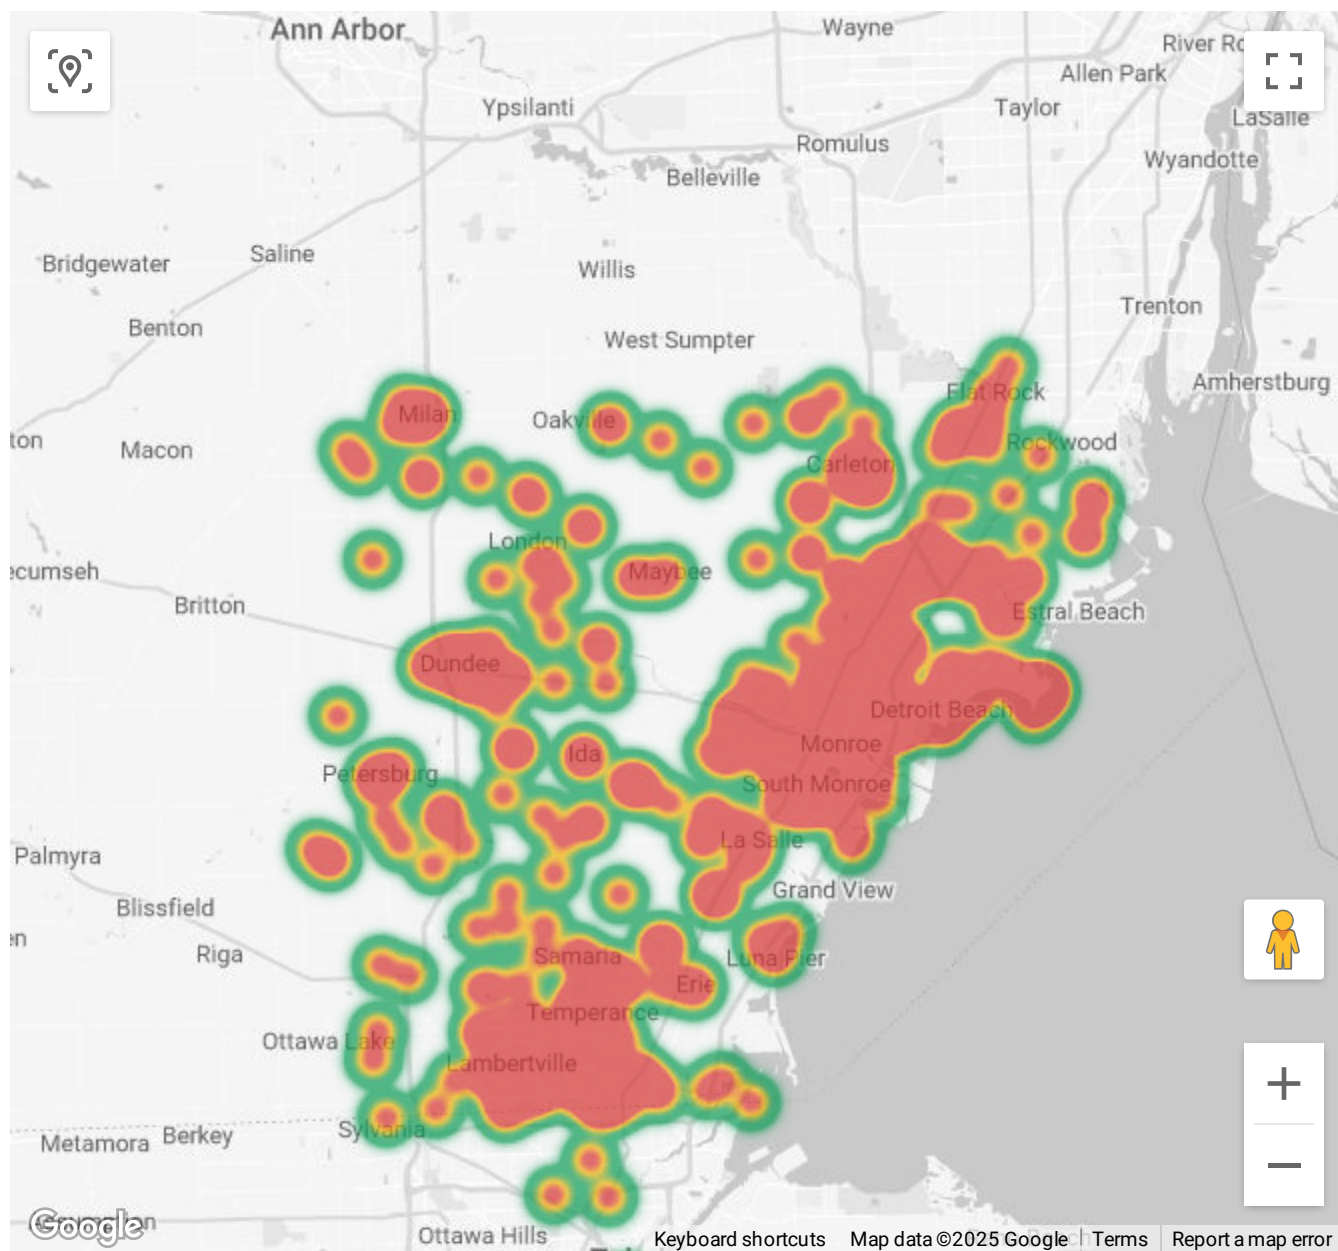 Ann Arbor
Wayne
River Ro
Allen Park
Ypsilanti
Taylor
LaSalle
Romulus
Wyandotte
Belleville
Saline
Bridgewater
Willis
Trenton
Benton
West Sumpter
Amherstburg
Flat Rock
Milan
Oakville
ton
Macon
Rockwood
Carleton
London
ecumseh
Maybee
Britton
Estral Beach
Dundee
Detroit Beach
Monroe
Ida
Petersburg
South Monroe
La Salle
Palmyra
Grand View
Blissfield
en
Riga
Samaria
Luna Pier
Erie
Temperance
Ottawa Lake
Lambertville
Sylvania
Metamora
Berkey
Google
Ottawa Hills
Keyboard shortcuts
Map data ©2025 Google
Terms
Report a map error